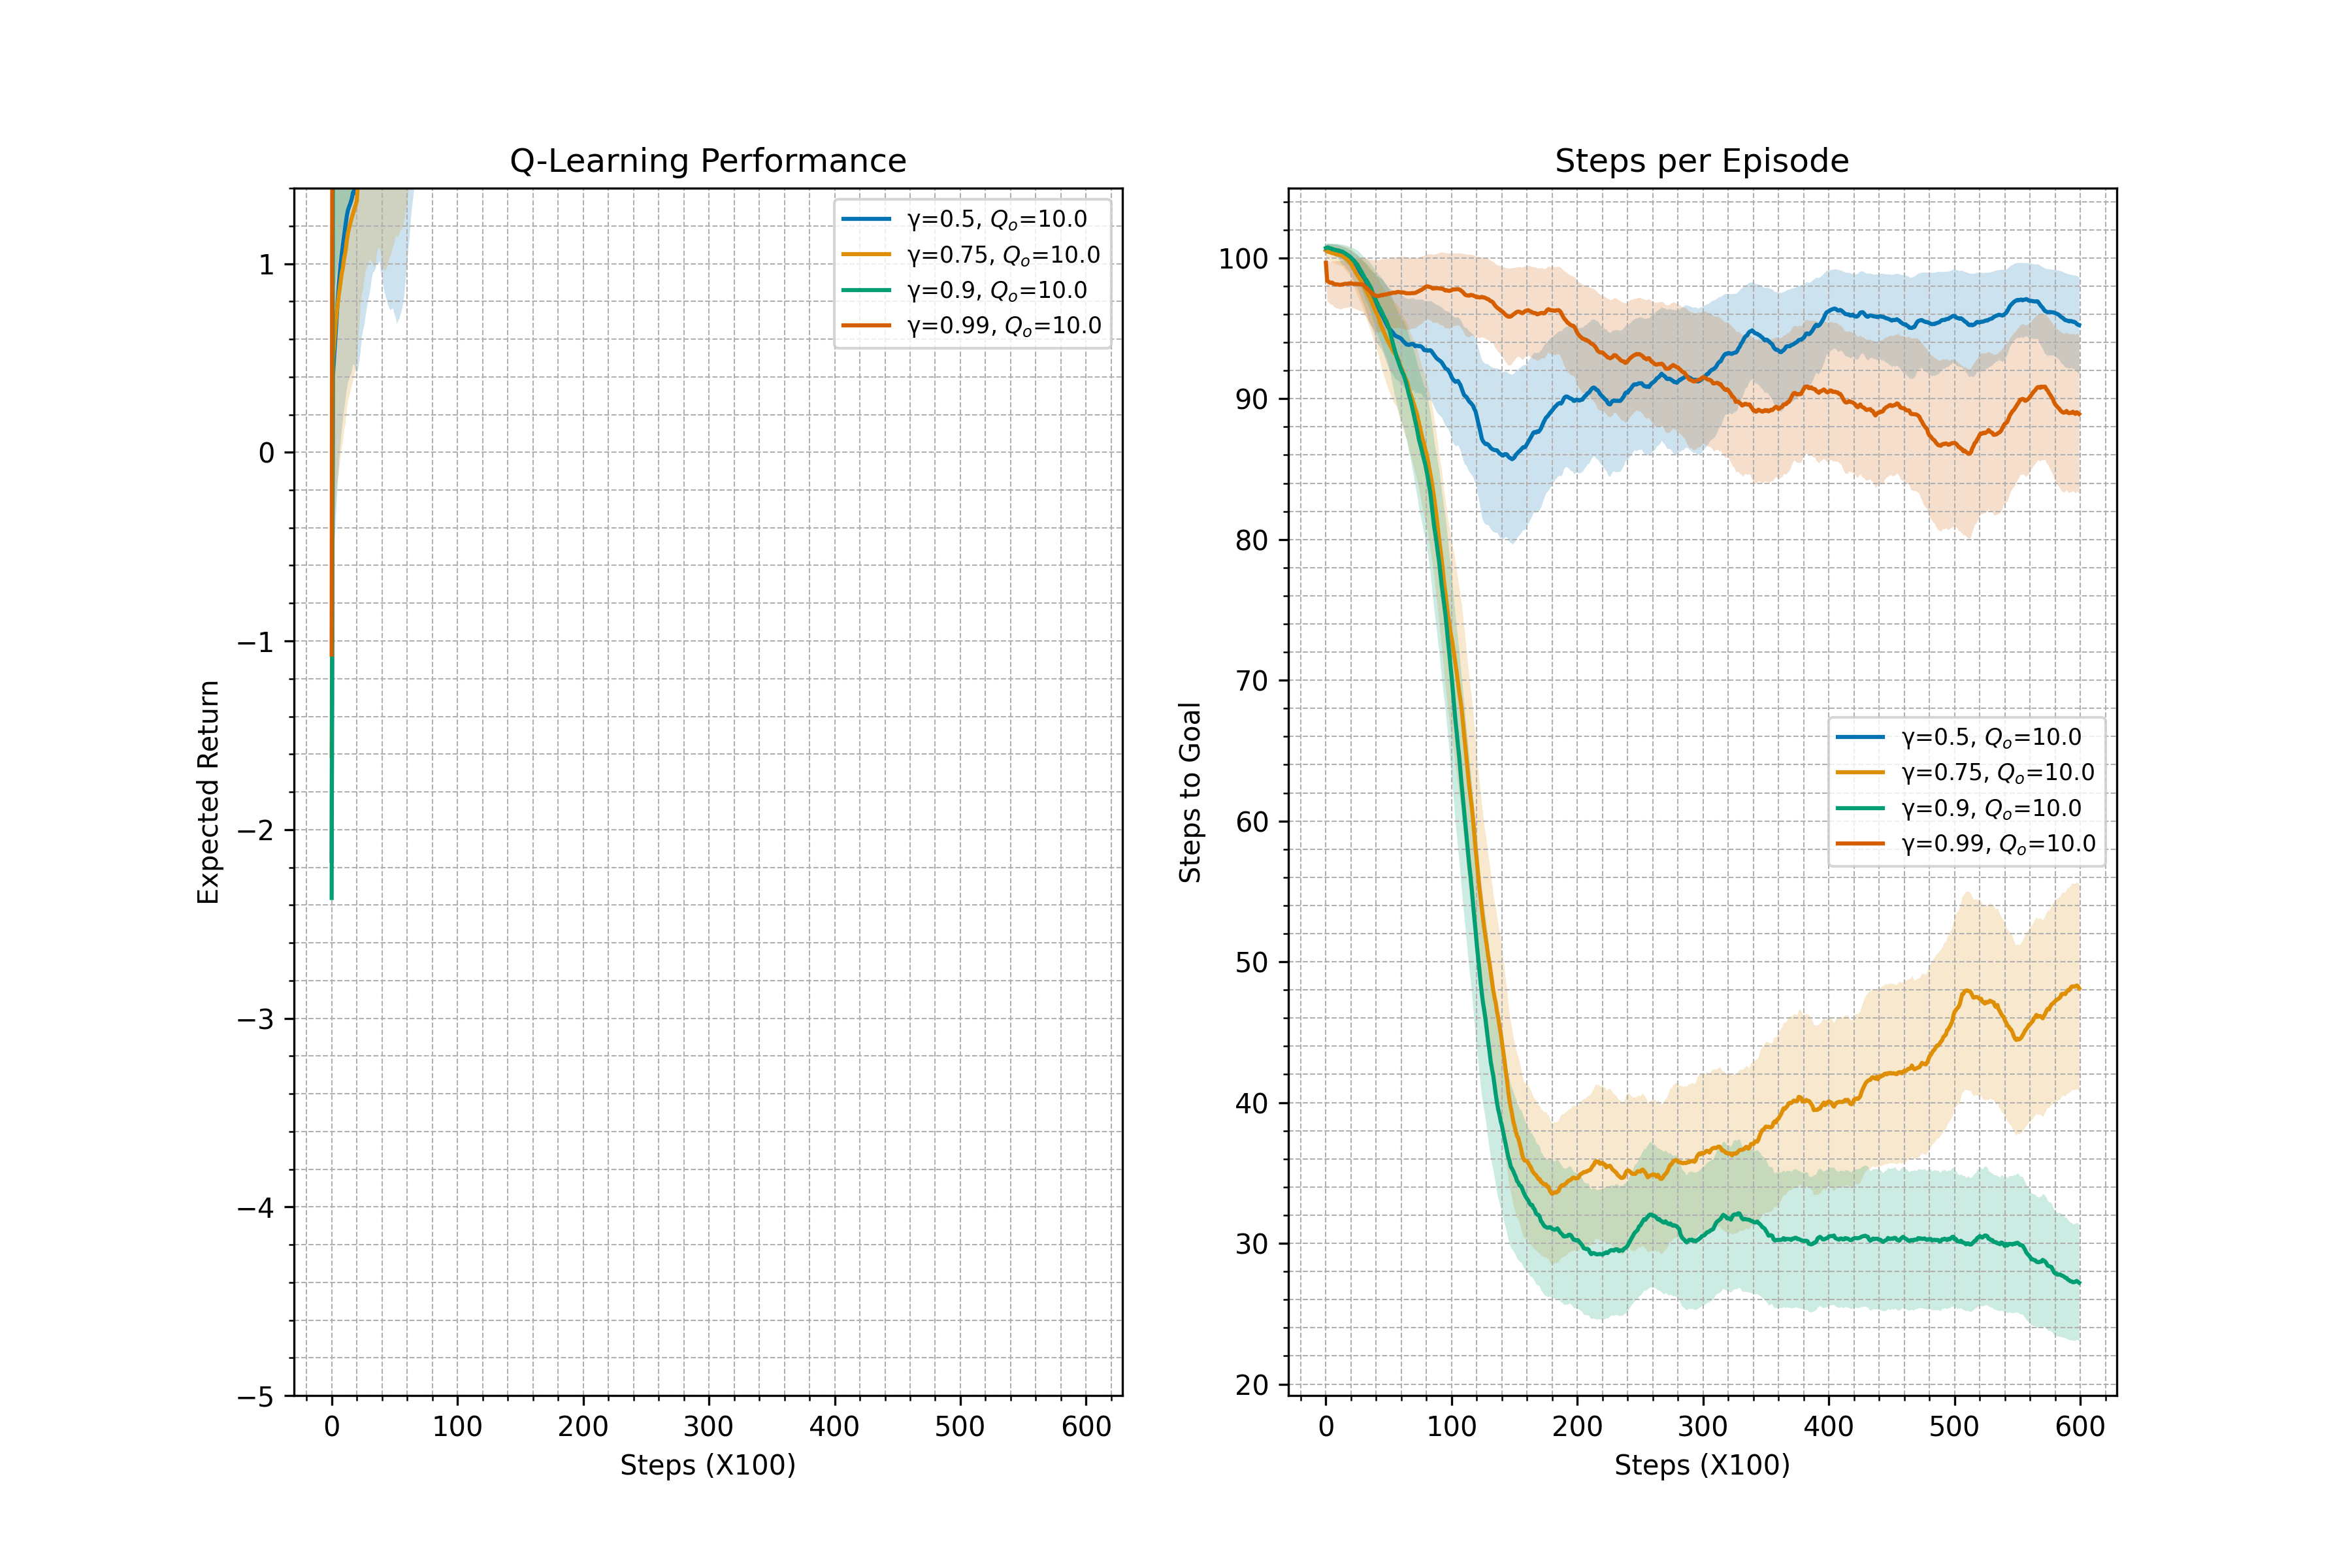 Q-Learning Performance
1
0
−1
−2
−3
−4
−5
Expected Return
0 100 200 300 400 500 600
Steps (X100)
γ=0.5, Qₒ=10.0
γ=0.75, Qₒ=10.0
γ=0.9, Qₒ=10.0
γ=0.99, Qₒ=10.0
Steps per Episode
100
90
80
70
60
50
40
30
20
Steps to Goal
0 100 200 300 400 500 600
Steps (X100)
γ=0.5, Qₒ=10.0
γ=0.75, Qₒ=10.0
γ=0.9, Qₒ=10.0
γ=0.99, Qₒ=10.0